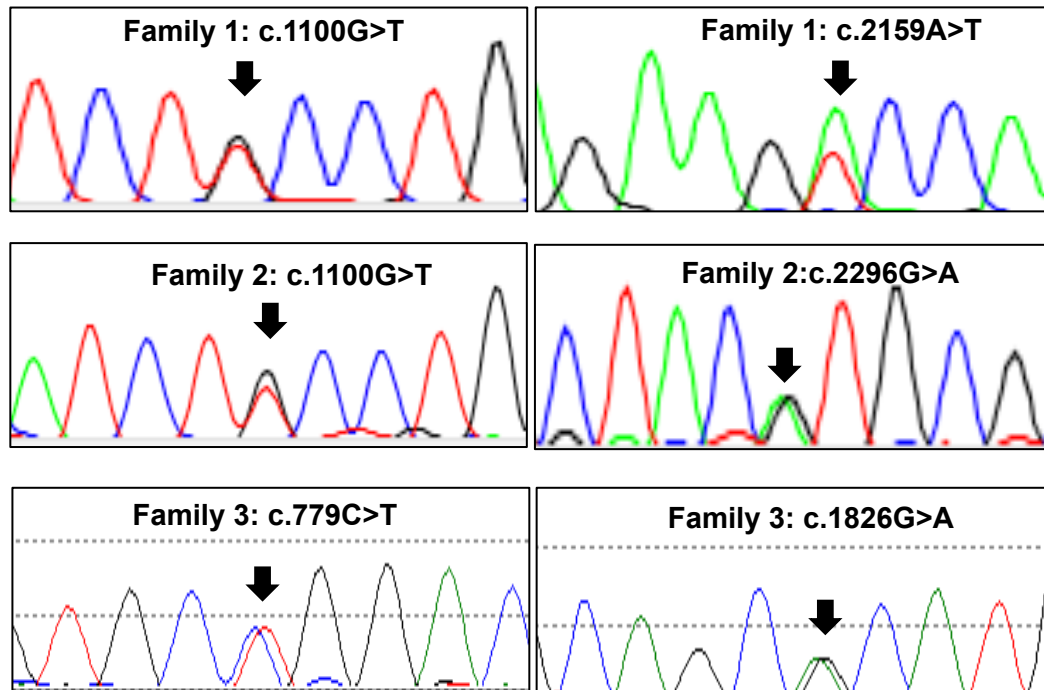 Family 1: c.1100G>T
Family 1: c.2159A>T
Family 2: c.1100G>T
Family 2:c.2296G>A
Family 3: c.779C>T
Family 3: c.1826G>A